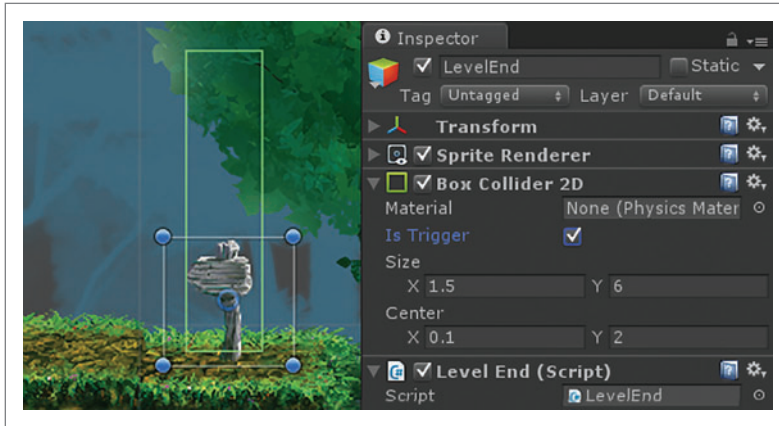 Inspector
LevelEnd Static
Tag Untagged Layer Default
Transform
Sprite Renderer
Box Collider 2D
Material None (Physics Mater
Is Trigger
Size
X 1.5 Y 6
Center
X 0.1 Y 2
Level End (Script)
Script LevelEnd